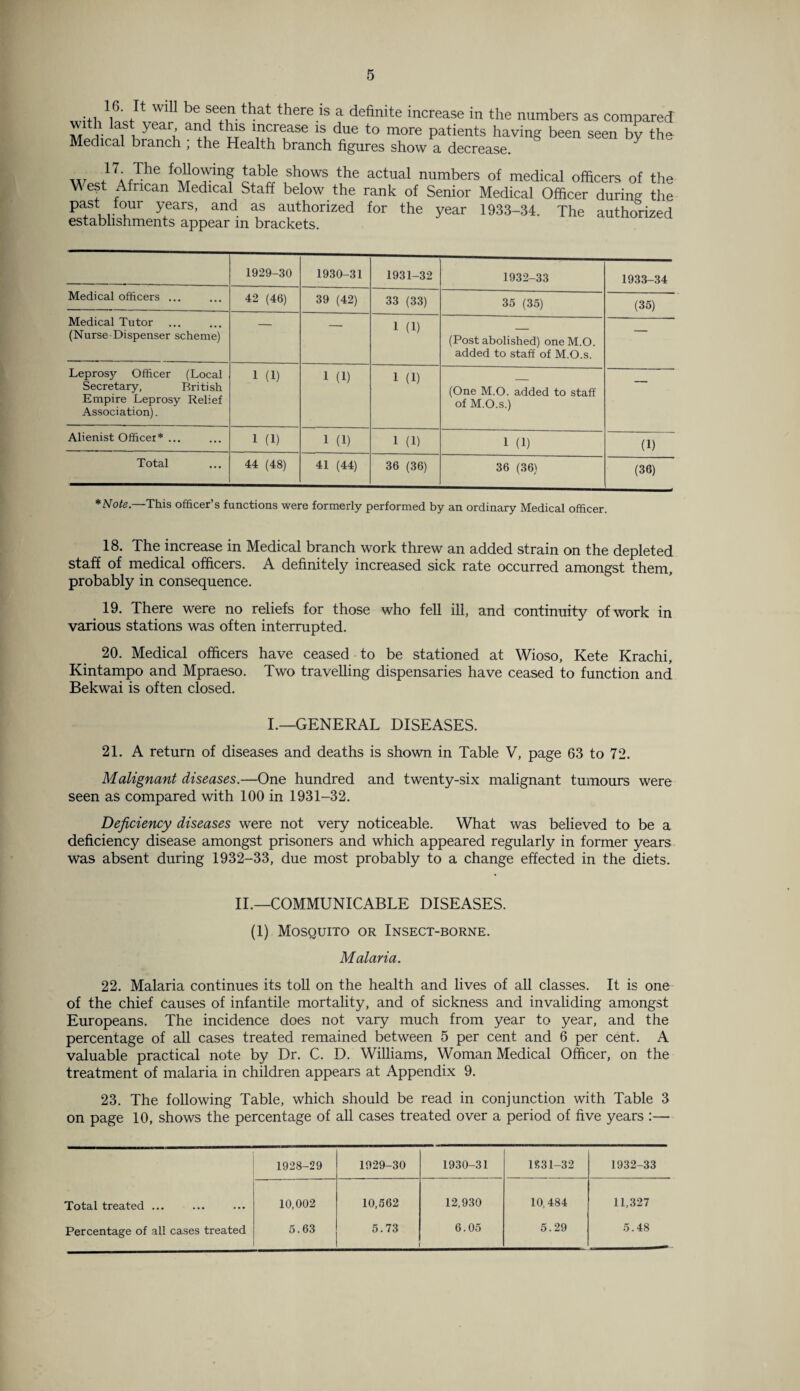 5
16. It will be seen that there is a definite increase in the numbers as compared
with last year, and this increase is due to more patients having been seen by the
Medical branch ; the Health branch figures show a decrease.
17. The following table shows the actual numbers of medical officers of the
West African Medical Staff below the rank of Senior Medical Officer during the
past four years, and as authorized for the year 1933-34. The authorized
establishments appear in brackets.
1929-30 1930-31 1931-32 1932-33 1933-34
Medical officers ... ... 42 (46) 39 (42) 33 (33) 35 (35) (35)
Medical Tutor ... ... — — 1 (1) — —
(Nurse-Dispenser scheme) (Post abolished) one M.O.
added to staff of M.O.s.
Leprosy Officer (Local 1 (1) 1 (1) 1 (1) — —
Secretary, British (One M.O. added to staff
Empire Leprosy Relief of M.O.s.)
Association).
Alienist Officer* ... ... 1 (1) 1 (1) 1 (1) 1 (1) (1)
Total ... 44 (48) 41 (44) 36 (36) 36 (36) (36)
*Note.—This officer's functions were formerly performed by an ordinary Medical officer.
18. The increase in Medical branch work threw an added strain on the depleted
staff of medical officers. A definitely increased sick rate occurred amongst them,
probably in consequence.
19. There were no reliefs for those who fell ill, and continuity of work in
various stations was often interrupted.
20. Medical officers have ceased to be stationed at Wioso, Kete Krachi,
Kintampo and Mpraeso. Two travelling dispensaries have ceased to function and
Bekwai is often closed.
I.—GENERAL DISEASES.
21. A return of diseases and deaths is shown in Table V, page 63 to 72.
Malignant diseases.—One hundred and twenty-six malignant tumours were
seen as compared with 100 in 1931-32.
Deficiency diseases were not very noticeable. What was believed to be a
deficiency disease amongst prisoners and which appeared regularly in former years
was absent during 1932-33, due most probably to a change effected in the diets.
II.—COMMUNICABLE DISEASES.
(1) MOSQUITO OR INSECT-BORNE.
Malaria.
22. Malaria continues its toll on the health and lives of all classes. It is one
of the chief causes of infantile mortality, and of sickness and invaliding amongst
Europeans. The incidence does not vary much from year to year, and the
percentage of all cases treated remained between 5 per cent and 6 per cent. A
valuable practical note by Dr. C. D. Williams, Woman Medical Officer, on the
treatment of malaria in children appears at Appendix 9.
23. The following Table, which should be read in conjunction with Table 3
on page 10, shows the percentage of all cases treated over a period of five years :—
1928-29 1929-30 1930-31 1931-32 1932-33
Total treated ... ... ... 10,002 10,562 12,930 10,484 11,327
Percentage of all cases treated 5.63 5.73 6.05 5.29 5.48